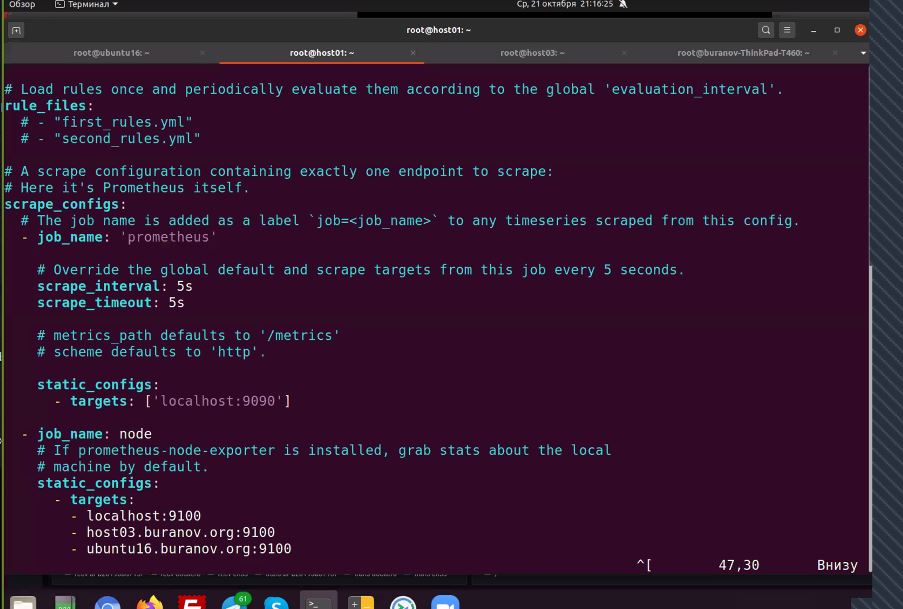 Обзор
Терминал
Ср, 21 октября 21:16:25
root@host01: ~
root@ubuntu16: ~
root@host01: ~
root@host03: ~
root@buranov-ThinkPad-T460: ~
# Load rules once and periodically evaluate them according to the global 'evaluation_interval'.
rule_files:
# - "first_rules.yml"
# - "second_rules.yml"
# A scrape configuration containing exactly one endpoint to scrape:
# Here it's Prometheus itself.
scrape_configs:
# The job name is added as a label `job=<job_name>` to any timeseries scraped from this config.
- job_name: 'prometheus'
# Override the global default and scrape targets from this job every 5 seconds.
scrape_interval: 5s
scrape_timeout: 5s
# metrics_path defaults to '/metrics'
# scheme defaults to 'http'.
static_configs:
- targets: ['localhost:9090']
- job_name: node
# If prometheus-node-exporter is installed, grab stats about the local
# machine by default.
static_configs:
- targets:
- localhost:9100
- host03.buranov.org:9100
- ubuntu16.buranov.org:9100
^[ 47,30 Внизу
61